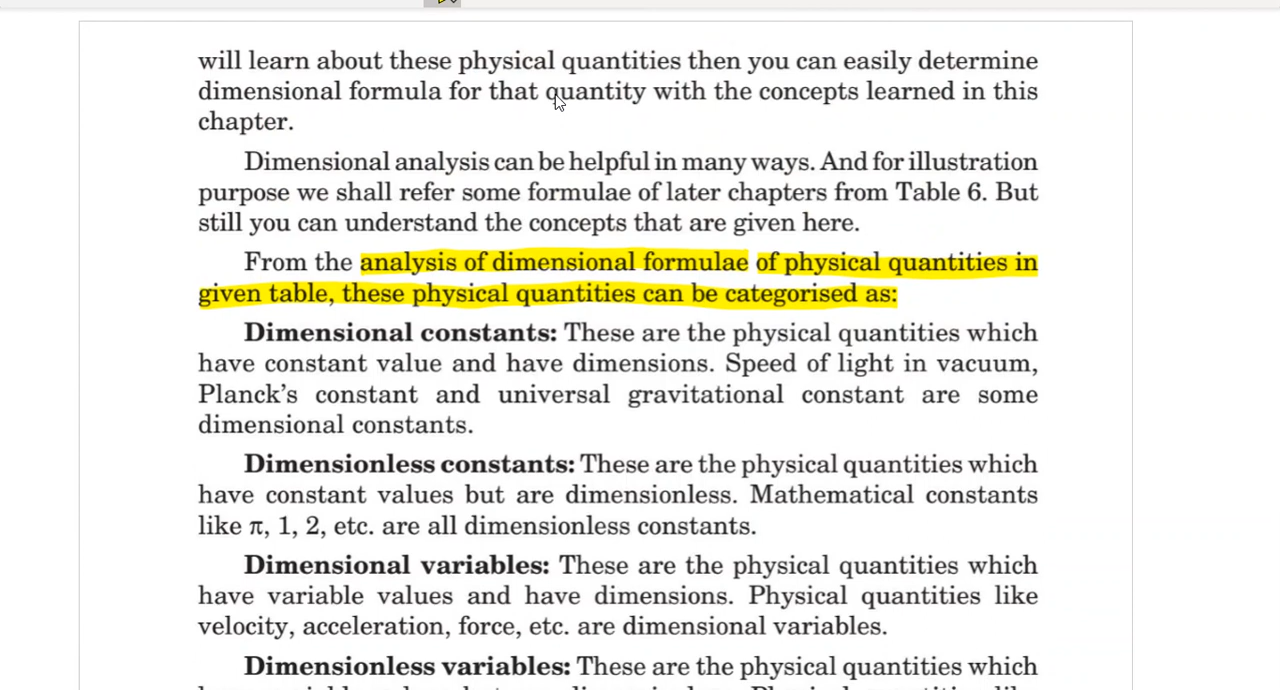 will learn about these physical quantities then you can easily determine
dimensional formula for that quantity with the concepts learned in this
chapter.
Dimensional analysis can be helpful in many ways. And for illustration
purpose we shall refer some formulae of later chapters from Table 6. But
still you can understand the concepts that are given here.
From the analysis of dimensional formulae of physical quantities in
given table, these physical quantities can be categorised as:
Dimensional constants: These are the physical quantities which
have constant value and have dimensions. Speed of light in vacuum,
Planck’s constant and universal gravitational constant are some
dimensional constants.
Dimensionless constants: These are the physical quantities which
have constant values but are dimensionless. Mathematical constants
like π, 1, 2, etc. are all dimensionless constants.
Dimensional variables: These are the physical quantities which
have variable values and have dimensions. Physical quantities like
velocity, acceleration, force, etc. are dimensional variables.
Dimensionless variables: These are the physical quantities which